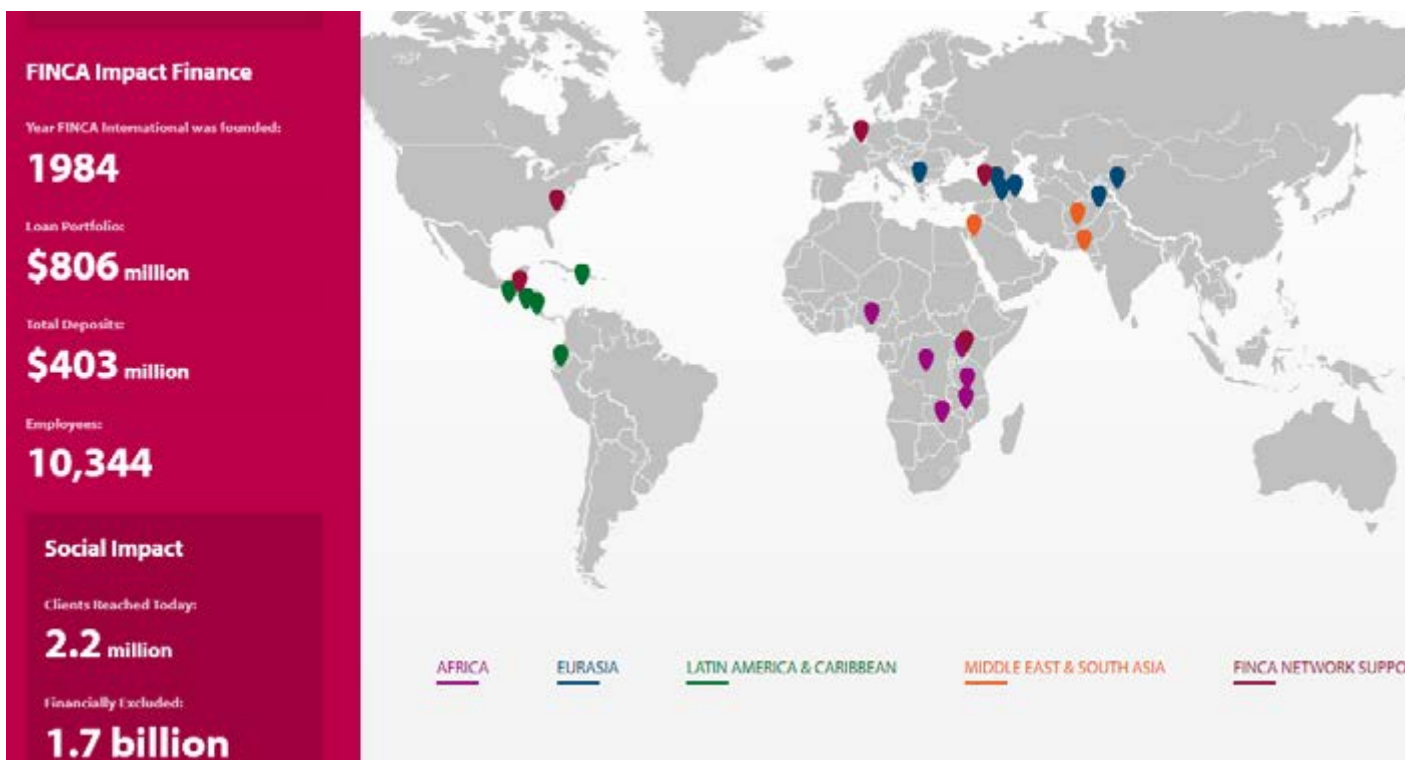 FINCA Impact Finance
Year FINCA International was founded:
1984
Loan Portfolio:
$806 million
Total Deposits:
$403 million
Employees:
10,344
Social Impact
Clients Reached Today:
2.2 million
Financially Excluded:
1.7 billion
AFRICA
EURASIA
LATIN AMERICA & CARIBBEAN
MIDDLE EAST & SOUTH ASIA
FINCA NETWORK SUPPO